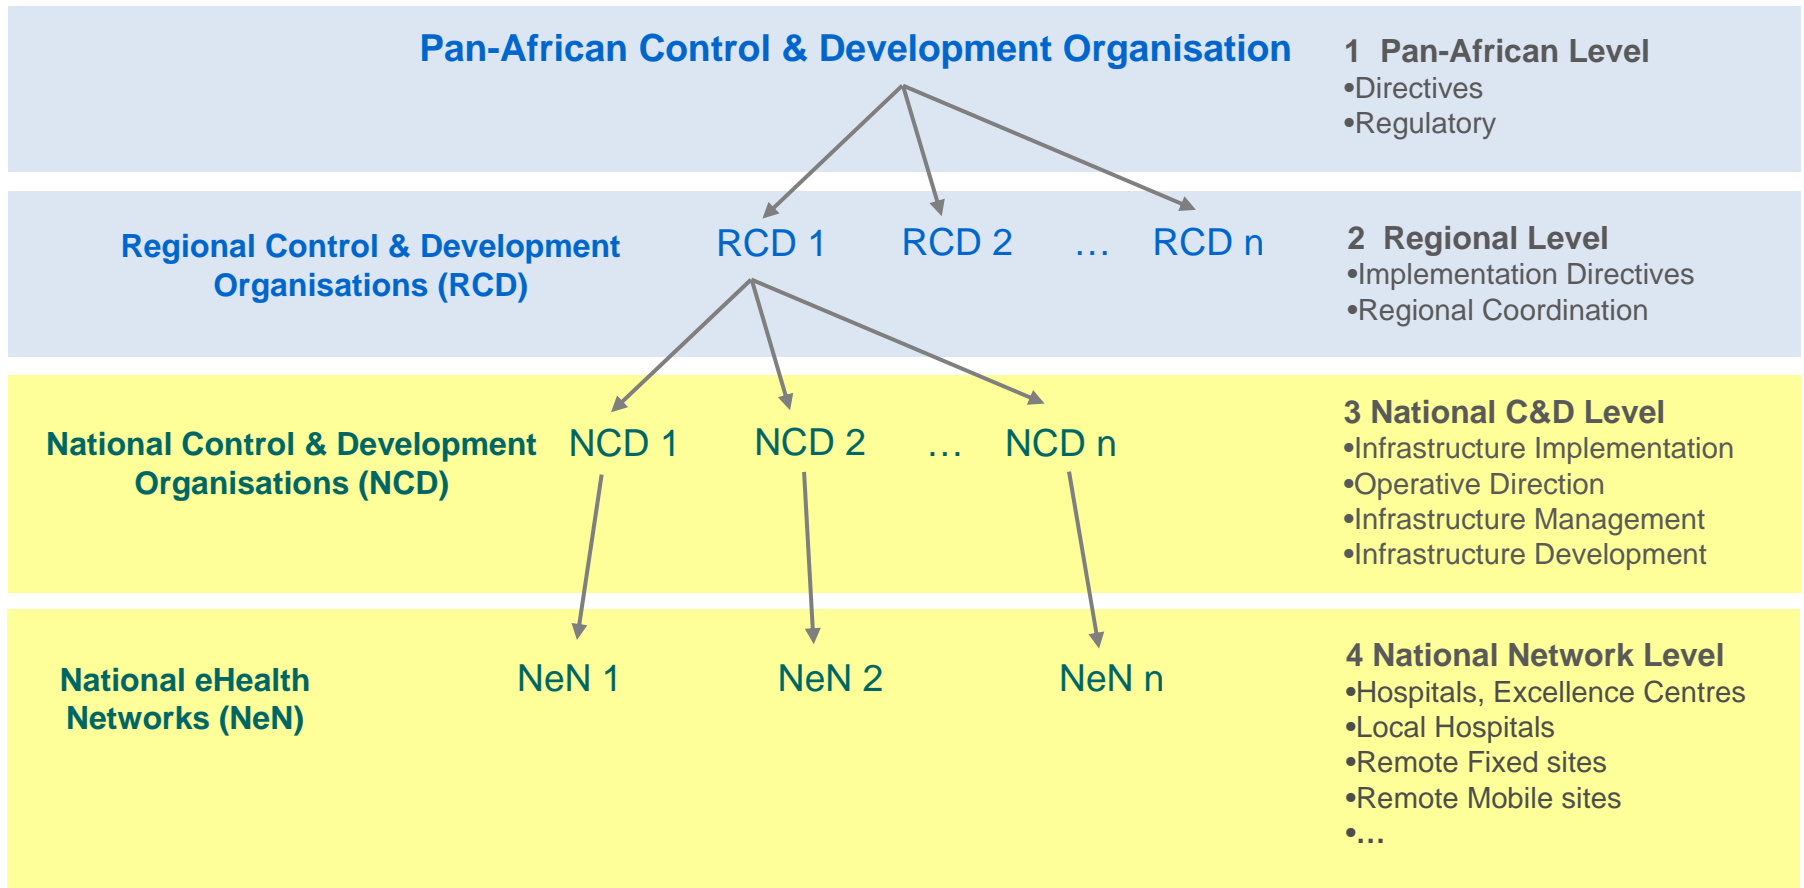 Pan-African Control & Development Organisation
1 Pan-African Level
•Directives
•Regulatory
Regional Control & Development
Organisations (RCD)
RCD 1
RCD 2
…
RCD n
2 Regional Level
•Implementation Directives
•Regional Coordination
National Control & Development
Organisations (NCD)
NCD 1
NCD 2
…
NCD n
3 National C&D Level
•Infrastructure Implementation
•Operative Direction
•Infrastructure Management
•Infrastructure Development
National eHealth
Networks (NeN)
NeN 1
NeN 2
NeN n
4 National Network Level
•Hospitals, Excellence Centres
•Local Hospitals
•Remote Fixed sites
•Remote Mobile sites
•…